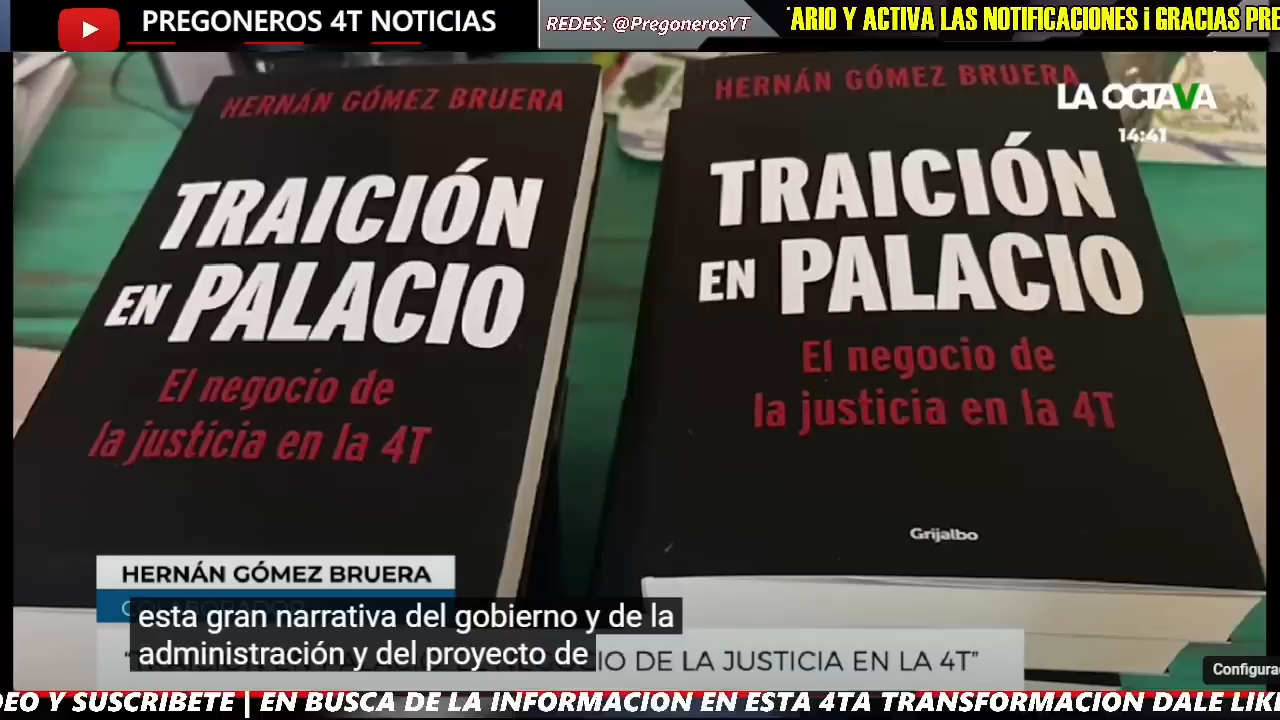 PREGONEROS 4T NOTICIAS
REDES: @PregonerosYT
ARIO Y ACTIVA LAS NOTIFICACIONES ¡ GRACIAS PRE
LA OCTAVA
14:41
HERNÁN GÓMEZ BRUERA
TRAICIÓN
EN PALACIO
El negocio de
la justicia en la 4T
HERNÁN GÓMEZ BRUERA
TRAICIÓN
EN PALACIO
El negocio de
la justicia en la 4T
Grijalbo
HERNÁN GÓMEZ BRUERA
esta gran narrativa del gobierno y de la
administración y del proyecto de
IO DE LA JUSTICIA EN LA 4T”
Configura
DEO Y SUSCRIBETE | EN BUSCA DE LA INFORMACION EN ESTA 4TA TRANSFORMACION DALE LIKE